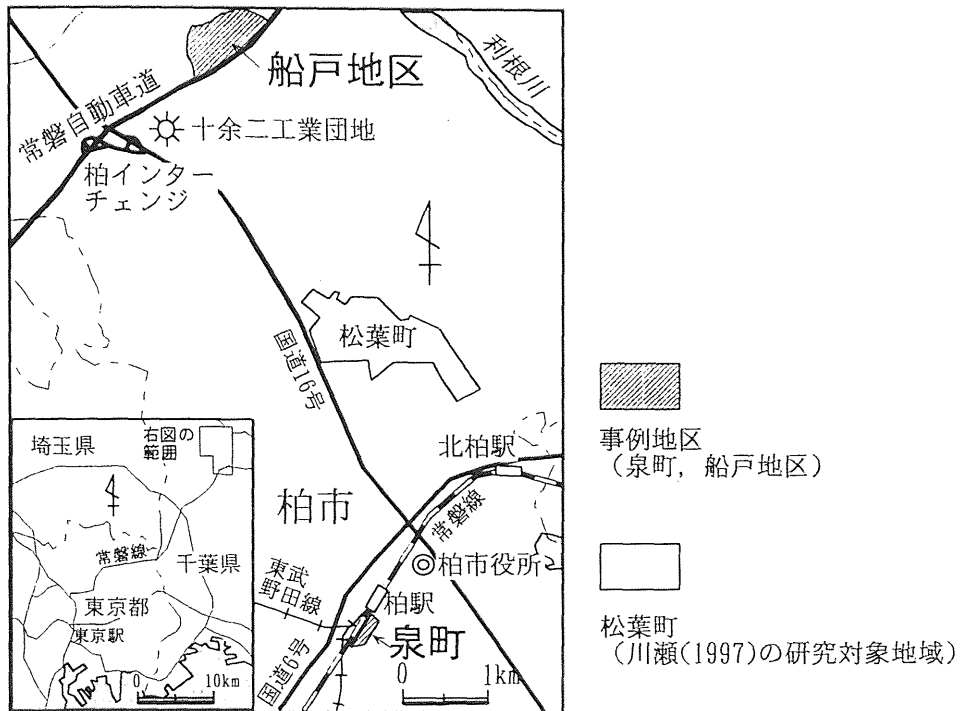 船戸地区
利根川
常磐自動車道
十余二工業団地
柏インター
チェンジ
松葉町
国道16号
北柏駅
柏市
常磐線
柏市役所
東武
野田線
柏駅
泉町
国道6号
0 1km
埼玉県
右図の
範囲
常磐線
千葉県
東京都
東京駅
0 10km
事例地区
(泉町, 船戸地区)
松葉町
(川瀬(1997)の研究対象地域)